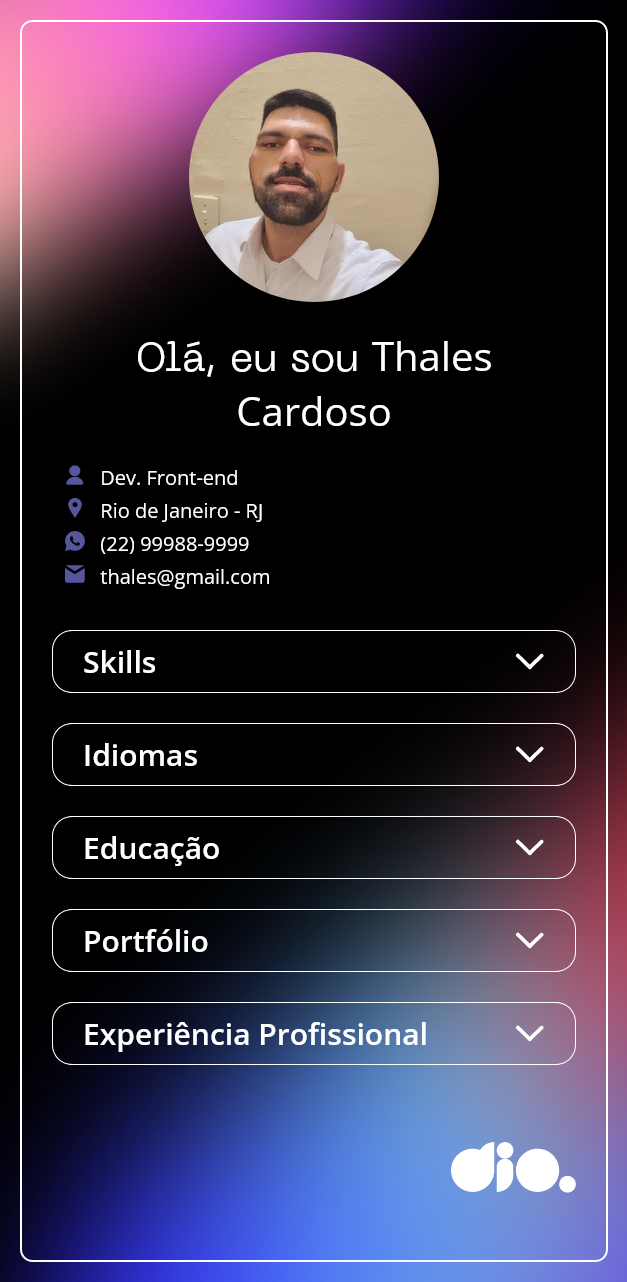 Olá, eu sou Thales
Cardoso
Dev. Front-end
Rio de Janeiro - RJ
(22) 99988-9999
thales@gmail.com
Skills
Idiomas
Educação
Portfólio
Experiência Profissional
dio.